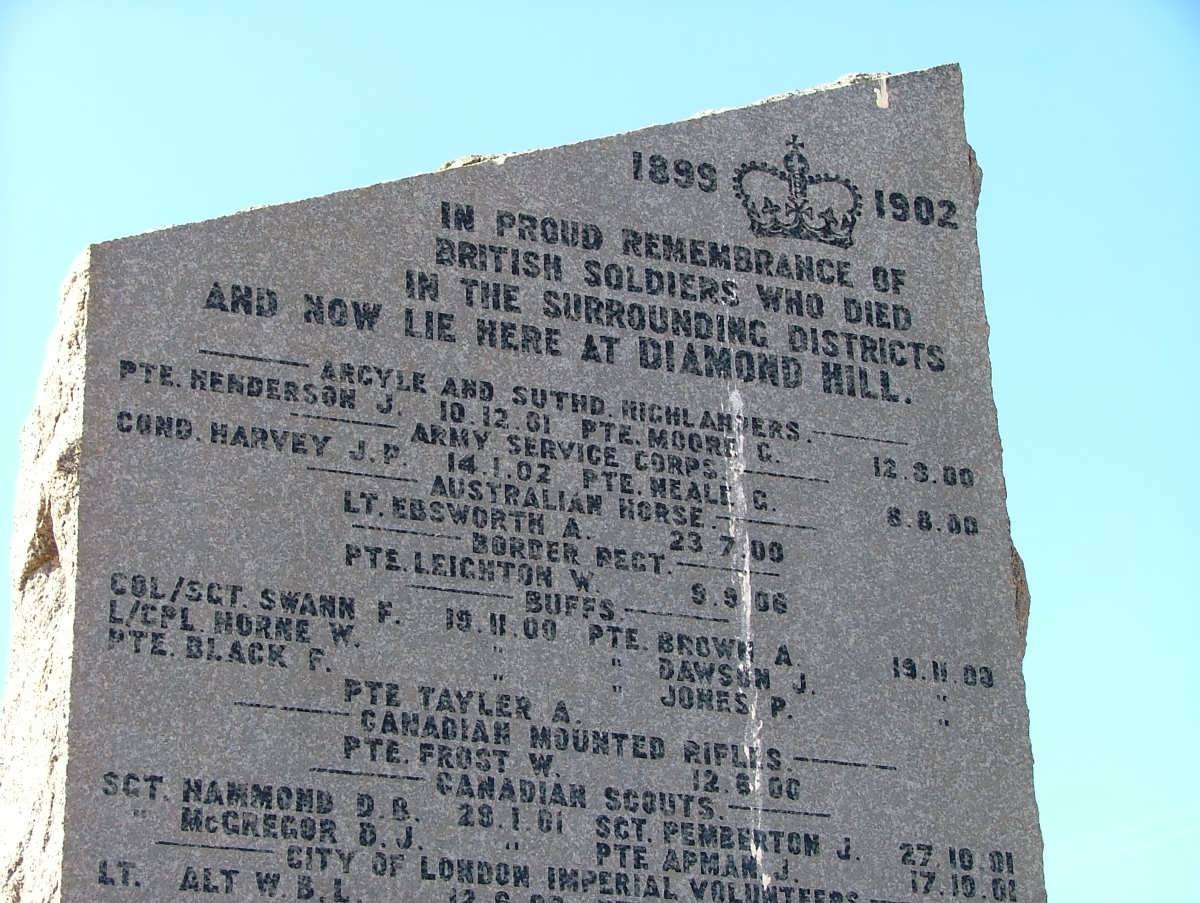 1899 1902
IN PROUD REMEMBRANCE OF
BRITISH SOLDIERS WHO DIED
IN THE SURROUNDING DISTRICTS
AND NOW LIE HERE AT DIAMOND HILL.
ARGYLE AND SUTHD. HIGHLANDERS.
PTE. HENDERSON J. 10.12.01 PTE. MOORE C. 12.8.00
ARMY SERVICE CORPS.
COND. HARVEY J.P. 14.1.02 PTE. NEALE G. 8.8.00
AUSTRALIAN HORSE.
LT. EBSWORTH A. 23 7.00
BORDER REGT.
PTE. LEIGHTON W.
BUFFS.
COL/SGT. SWANN F. 19.11.00 PTE. BROWN A. 19.11.00
L/CPL HORNE W. " " DAWSON J. "
PTE. BLACK F. " " JONES P. "
PTE TAYLER A.
CANADIAN MOUNTED RIFLES.
PTE. FROST W. 12.6.00
CANADIAN SCOUTS.
SGT. HAMMOND D.B. 29.1.01 SGT. PEMBERTON J. 27.10.01
" McGREGOR D.J. " PTE APMAN J. 17.10.01
CITY OF LONDON IMPERIAL VOLUNTEERS
LT. ALT W.B.L.